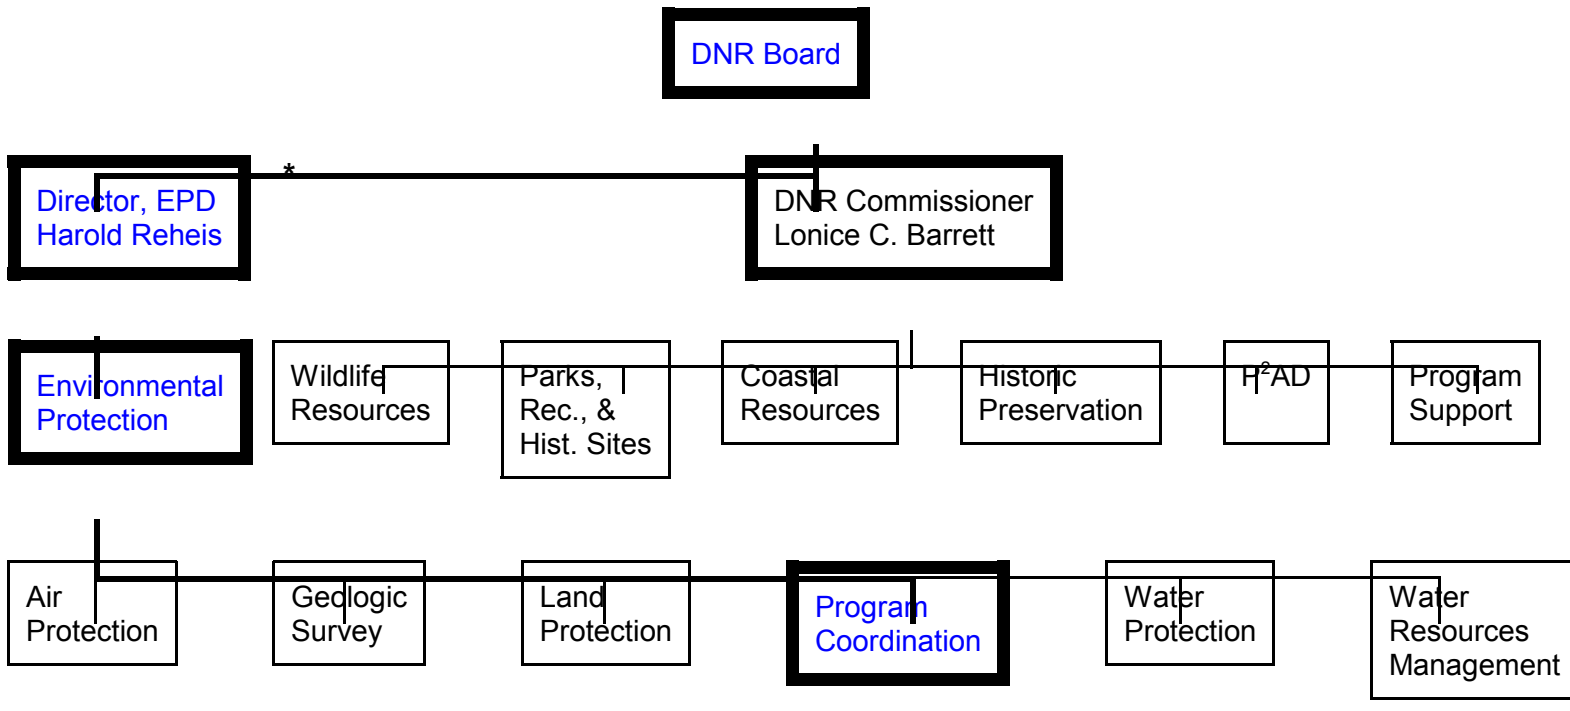 DNR Board
*
Director, EPD
Harold Reheis
DNR Commissioner
Lonice C. Barrett
Environmental
Protection
Wildlife
Resources
Parks,
Rec., &
Hist. Sites
Coastal
Resources
Historic
Preservation
P²AD
Program
Support
Air
Protection
Geologic
Survey
Land
Protection
Program
Coordination
Water
Protection
Water
Resources
Management